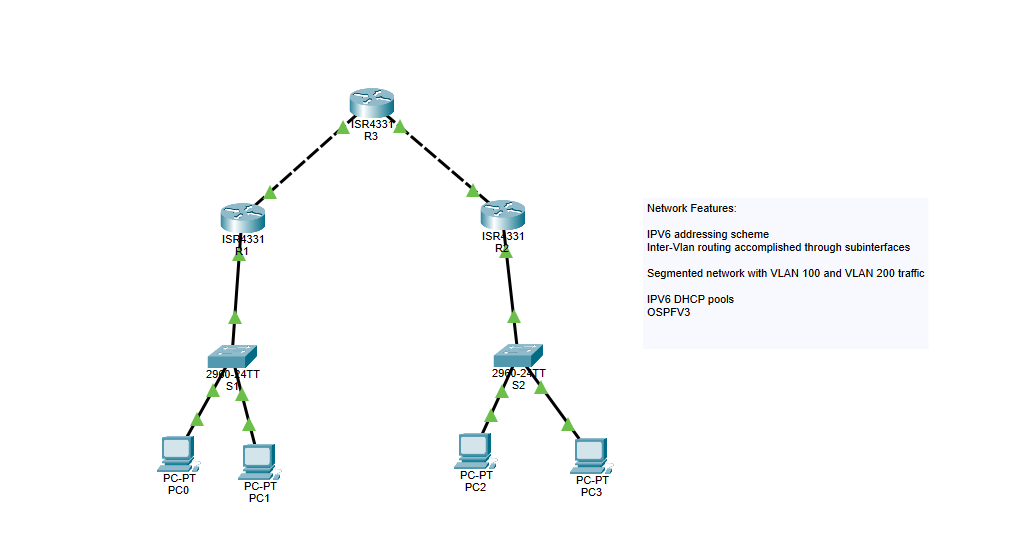 ISR4331
R3
ISR4331
R1
ISR4331
R2
2960-24TT
S1
2960-24TT
S2
PC-PT
PC0
PC-PT
PC1
PC-PT
PC2
PC-PT
PC3
Network Features:
IPV6 addressing scheme
Inter-Vlan routing accomplished through subinterfaces
Segmented network with VLAN 100 and VLAN 200 traffic
IPV6 DHCP pools
OSPFV3